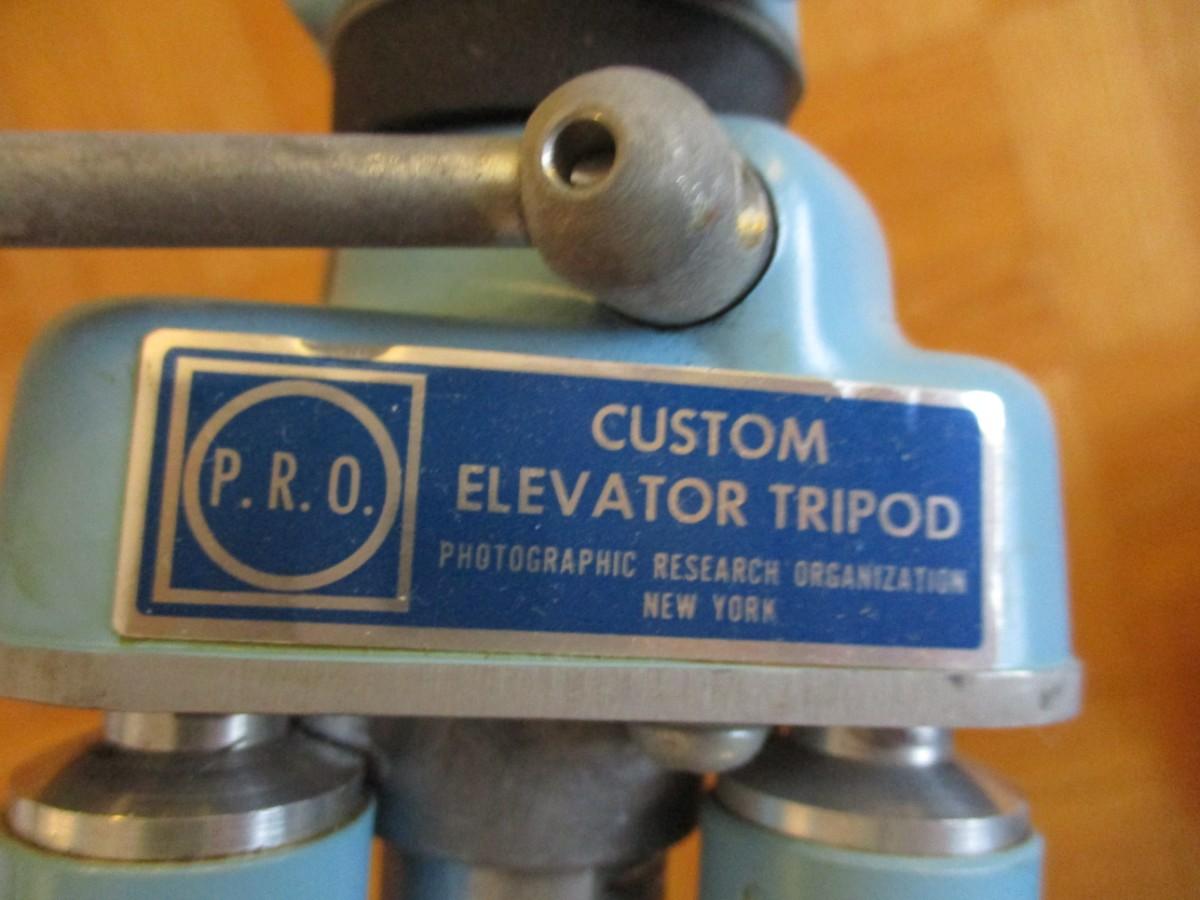 P.R.O.
CUSTOM
ELEVATOR TRIPOD
PHOTOGRAPHIC RESEARCH ORGANIZATION
NEW YORK